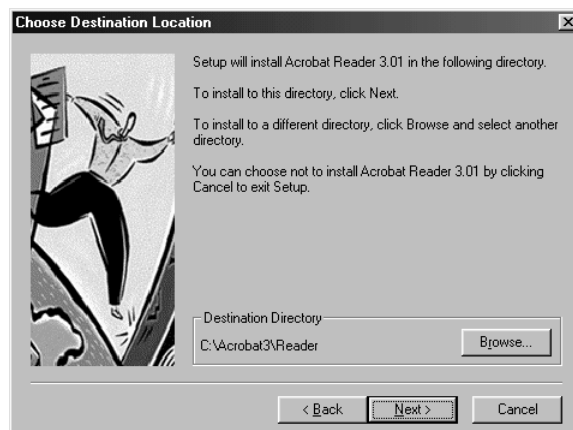 Choose Destination Location
Setup will install Acrobat Reader 3.01 in the following directory.
To install to this directory, click Next.
To install to a different directory, click Browse and select another
directory.
You can choose not to install Acrobat Reader 3.01 by clicking
Cancel to exit Setup.
Destination Directory
C:\Acrobat3\Reader
Browse...
< Back
Next >
Cancel